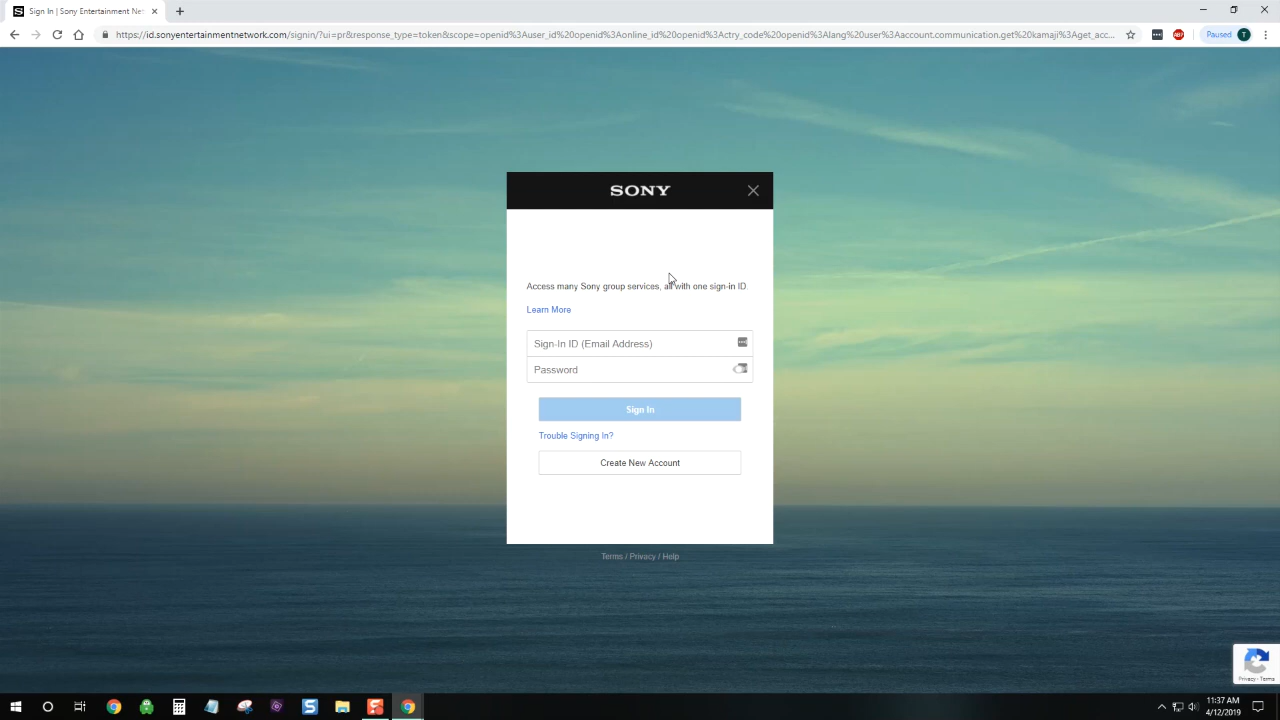 Sign In | Sony Entertainment Net
https://id.sonyentertainmentnetwork.com/signin/?ui=pr&response_type=token&scope=openid%3Auser_id%20openid%3Aonline_id%20openid%3Actry_code%20openid%3Alang%20user%3Aaccount.communication.get%20kamaji%3Aget_acc...
Paused T
SONY
Access many Sony group services, all with one sign-in ID.
Learn More
Sign-In ID (Email Address)
Password
Sign In
Trouble Signing In?
Create New Account
Terms / Privacy / Help
Privacy - Terms
11:37 AM
4/12/2019